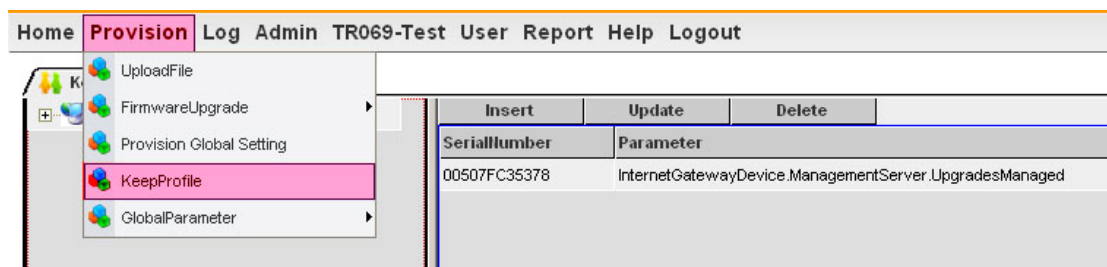 Home Provision Log Admin TR069-Test User Report Help Logout
UploadFile
FirmwareUpgrade
Provision Global Setting
KeepProfile
GlobalParameter
Insert Update Delete
SerialNumber Parameter
00507FC35378 InternetGatewayDevice.ManagementServer.UpgradesManaged